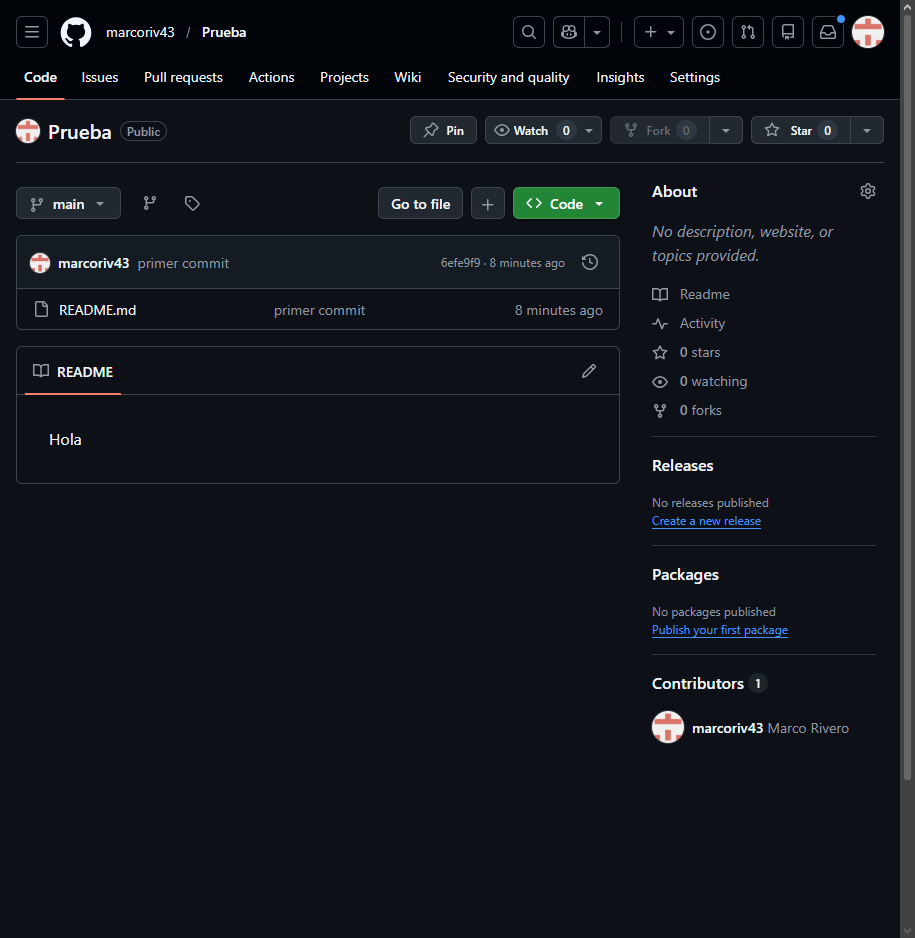 marcoriv43 / Prueba
Code Issues Pull requests Actions Projects Wiki Security and quality Insights Settings
Prueba Public
Pin Watch 0 Fork 0 Star 0
main Go to file Code
marcoriv43 primer commit 6efe9f9 · 8 minutes ago
README.md primer commit 8 minutes ago
README
Hola
About
No description, website, or
topics provided.
Readme
Activity
0 stars
0 watching
0 forks
Releases
No releases published
Create a new release
Packages
No packages published
Publish your first package
Contributors 1
marcoriv43 Marco Rivero